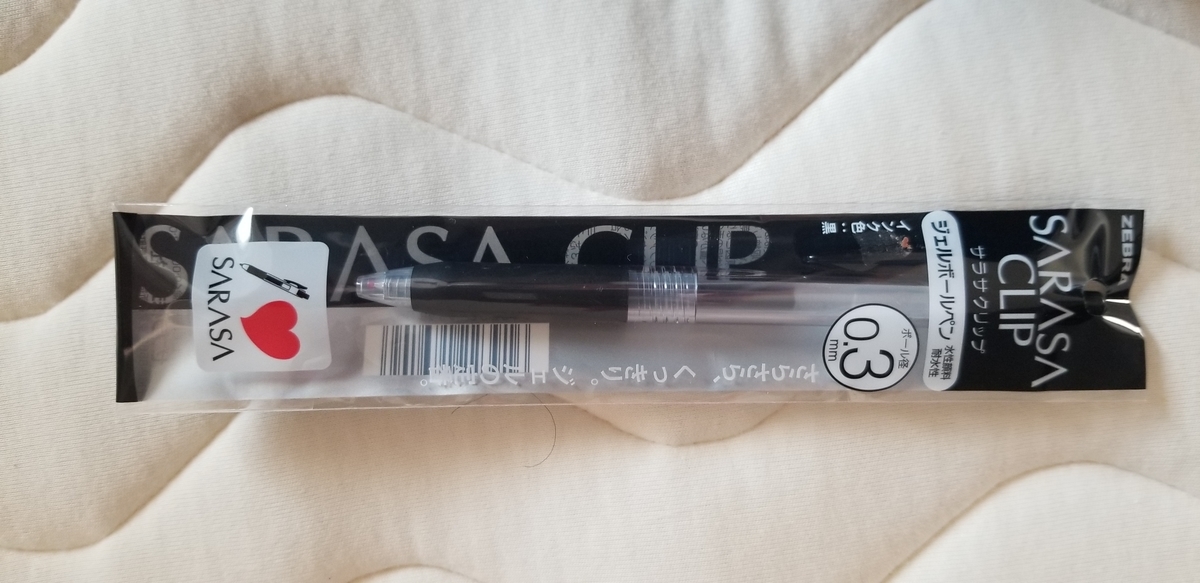 ZEBRA
SARASA
CLIP
サラサクリップ
ジェルボールペン 水性顔料
耐水性
ボール径
0.3
mm
インク色:黒
SARASA CLIP
さらさら、くっきり。ジェルの定番。
SARASA